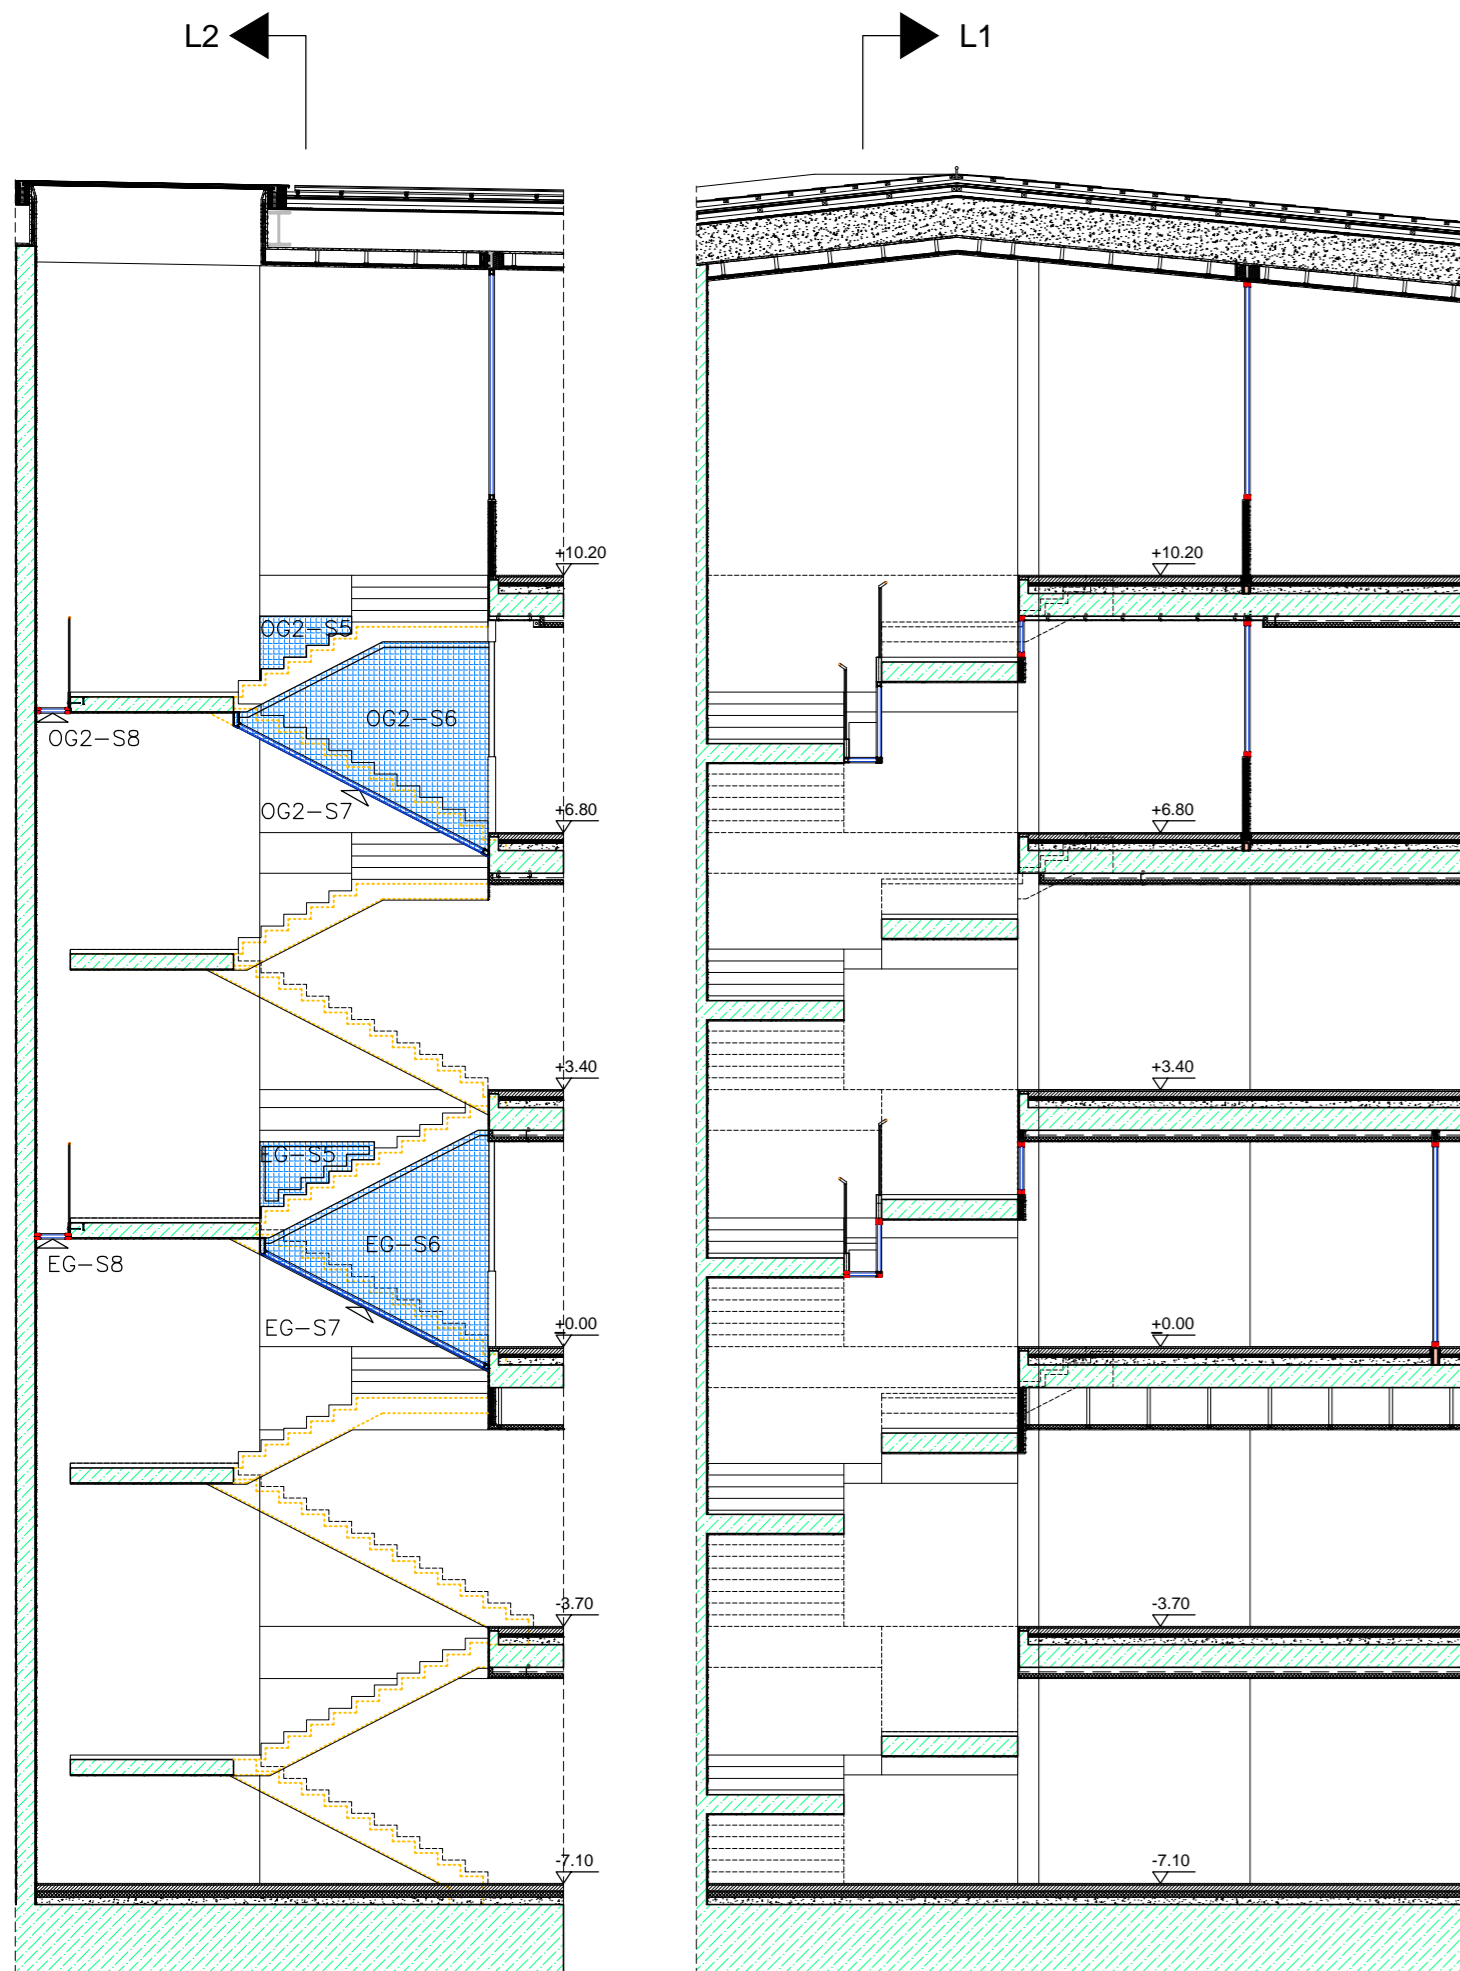 L2
L1
+10.20
+10.20
OG2-S5
OG2-S6
OG2-S8
OG2-S7
+6.80
+6.80
+3.40
+3.40
EG-S5
EG-S6
EG-S8
EG-S7
+0.00
+0.00
-3.70
-3.70
-7.10
-7.10